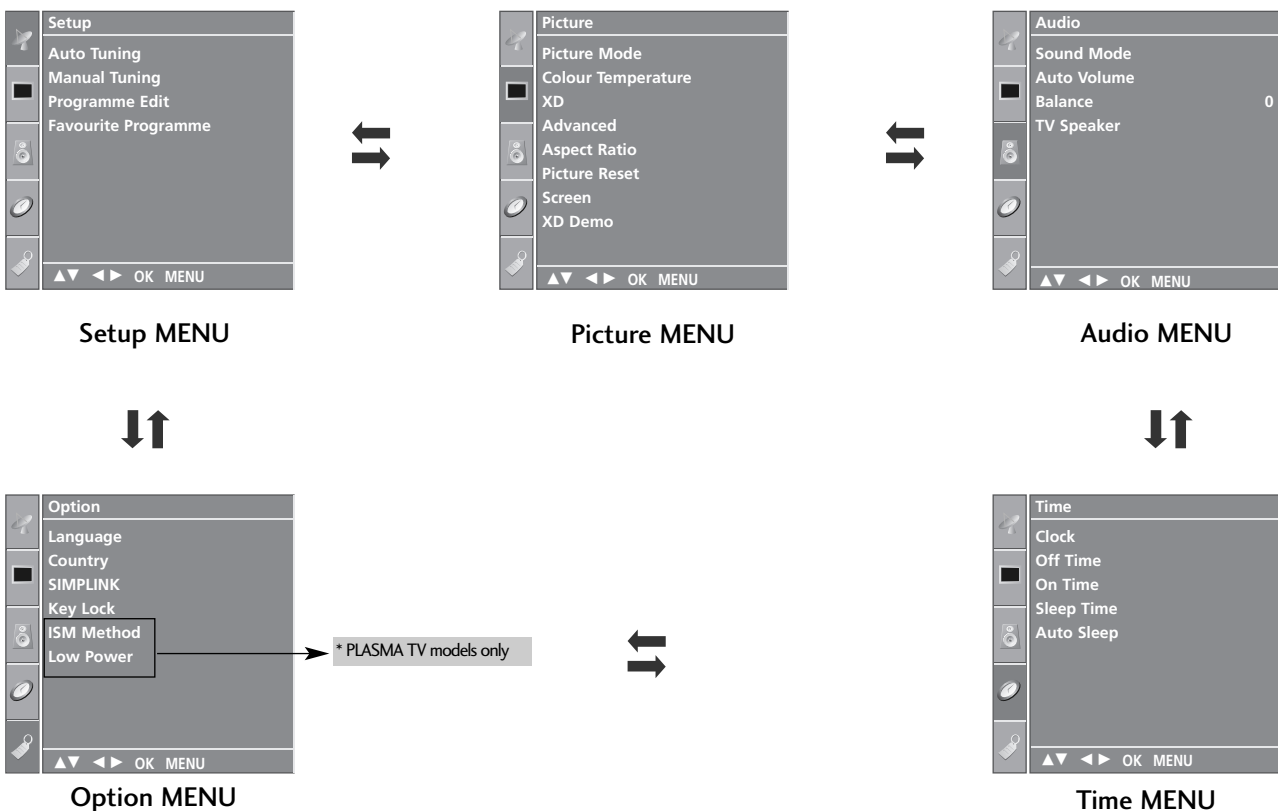 Setup
Auto Tuning
Manual Tuning
Programme Edit
Favourite Programme
▲▼ ◄► OK MENU
Setup MENU
Picture
Picture Mode
Colour Temperature
XD
Advanced
Aspect Ratio
Picture Reset
Screen
XD Demo
▲▼ ◄► OK MENU
Picture MENU
Audio
Sound Mode
Auto Volume
Balance 0
TV Speaker
▲▼ ◄► OK MENU
Audio MENU
Option
Language
Country
SIMPLINK
Key Lock
ISM Method
Low Power
* PLASMA TV models only
▲▼ ◄► OK MENU
Option MENU
Time
Clock
Off Time
On Time
Sleep Time
Auto Sleep
▲▼ ◄► OK MENU
Time MENU